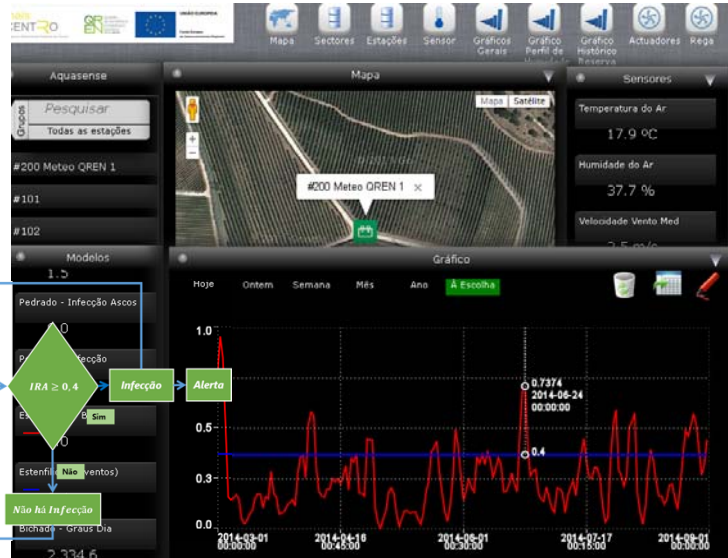 CENTRO
QREN
UNIÃO EUROPEIA
Mapa
Sectores
Estações
Sensor
Gráficos
Gerais
Gráfico
Perfil de
Humidade
Gráfico
Histórico
Reserva
Actuadores
Rega
Aquasense
Grupos
Pesquisar
Todas as estações
#200 Meteo QREN 1
#101
#102
Mapa
Mapa
Satélite
#200 Meteo QREN 1 ×
Sensores
Temperatura do Ar
17.9 ºC
Humidade do Ar
37.7 %
Velocidade Vento Med
Modelos
1.5
Pedrado - Infecção Ascos
IRA ≥ 0,4
Infecção
Alerta
Sim
Não
Não há Infecção
Bichado - Graus Dia
2,334.6
Gráfico
Hoje
Ontem
Semana
Mês
Ano
À Escolha
1.0
0.5
0.3
0.0
0.7374
2014-06-24
00:00:00
0.4
2014-03-01
00:00:00
2014-04-16
00:45:00
2014-06-01
00:30:00
2014-07-17
00:15:00
2014-09-01
00:00:00